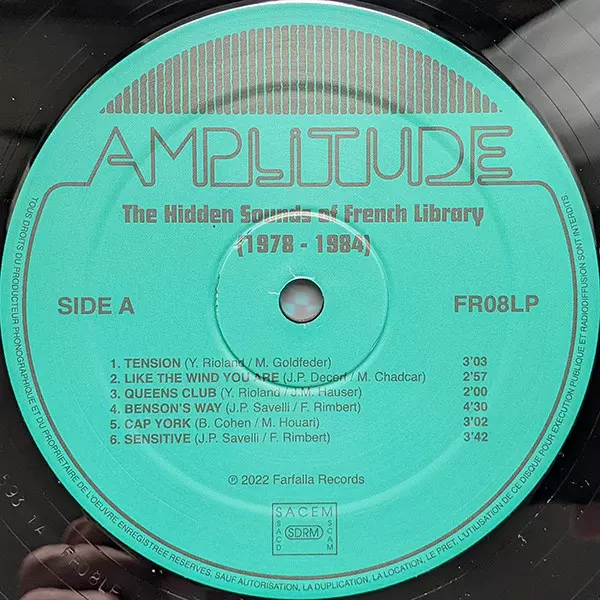 AMPLITUDE
The Hidden Sounds of French Library
(1978 - 1984)
SIDE A
FR08LP
1. TENSION (Y. Rioland / M. Goldfeder) 3'03
2. LIKE THE WIND YOU ARE (J.P. Decerf / M. Chadcar) 2'57
3. QUEENS CLUB (Y. Rioland / J.M. Hauser) 2'00
4. BENSON'S WAY (J.P. Savelli / F. Rimbert) 4'30
5. CAP YORK (B. Cohen / M. Houari) 3'02
6. SENSITIVE (J.P. Savelli / F. Rimbert) 3'42
℗ 2022 Farfalla Records
SACEM
SACD
SDRM
SCAM
TOUS DROITS DU PRODUCTEUR PHONOGRAPHIQUE ET DU PROPRIETAIRE DE L'OEUVRE ENREGISTREE RESERVES. SAUF AUTORISATION, LA DUPLICATION, LA LOCATION, LE PRET, L'UTILISATION DE CE DISQUE POUR EXECUTION PUBLIQUE ET RADIODIFFUSION SONT INTERDITS.